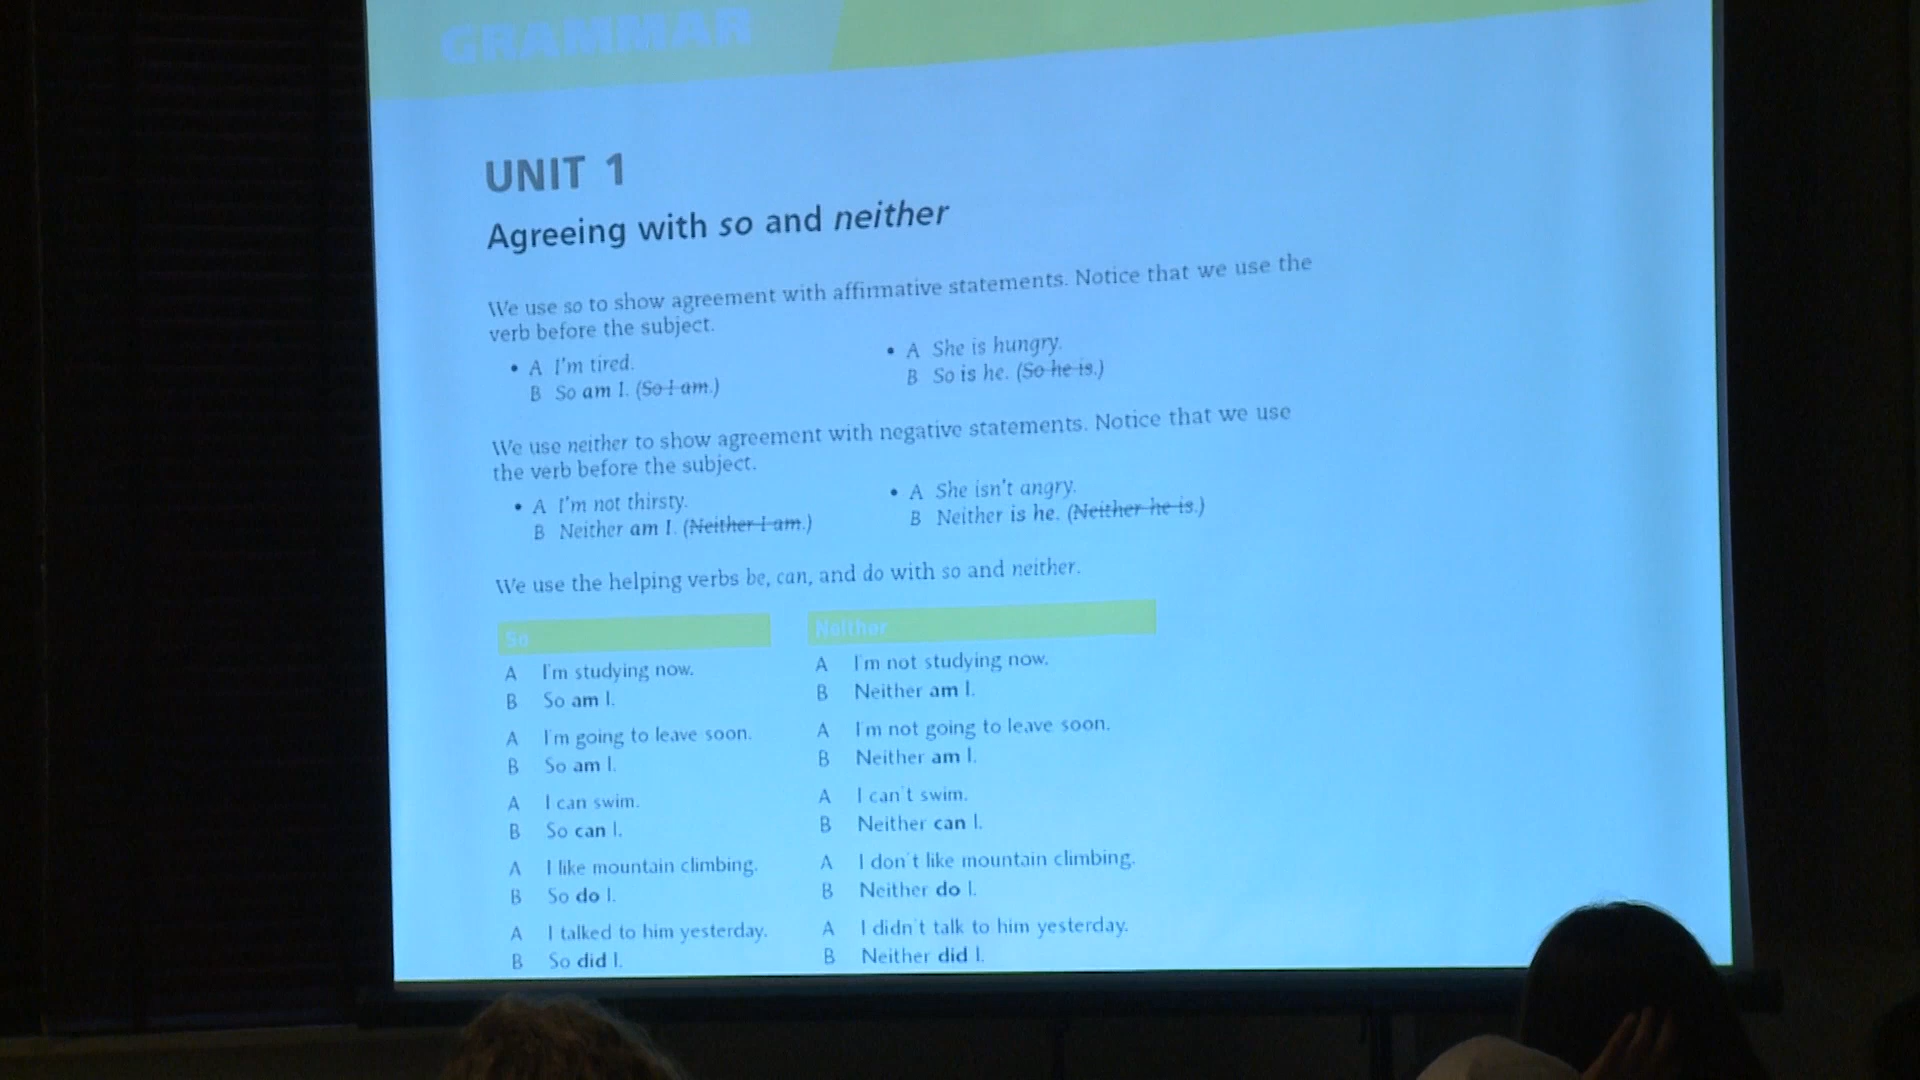 GRAMMAR
UNIT 1
Agreeing with so and neither
We use so to show agreement with affirmative statements. Notice that we use the
verb before the subject.
• A I'm tired.
B So am I. (So I am.)
• A She is hungry.
B So is he. (So he is.)
We use neither to show agreement with negative statements. Notice that we use
the verb before the subject.
• A I'm not thirsty.
B Neither am I. (Neither I am.)
• A She isn't angry.
B Neither is he. (Neither he is.)
We use the helping verbs be, can, and do with so and neither.
So
A I'm studying now.
B So am I.
A I'm going to leave soon.
B So am I.
A I can swim.
B So can I.
A I like mountain climbing.
B So do I.
A I talked to him yesterday.
B So did I.
Neither
A I'm not studying now.
B Neither am I.
A I'm not going to leave soon.
B Neither am I.
A I can't swim.
B Neither can I.
A I don't like mountain climbing.
B Neither do I.
A I didn't talk to him yesterday.
B Neither did I.